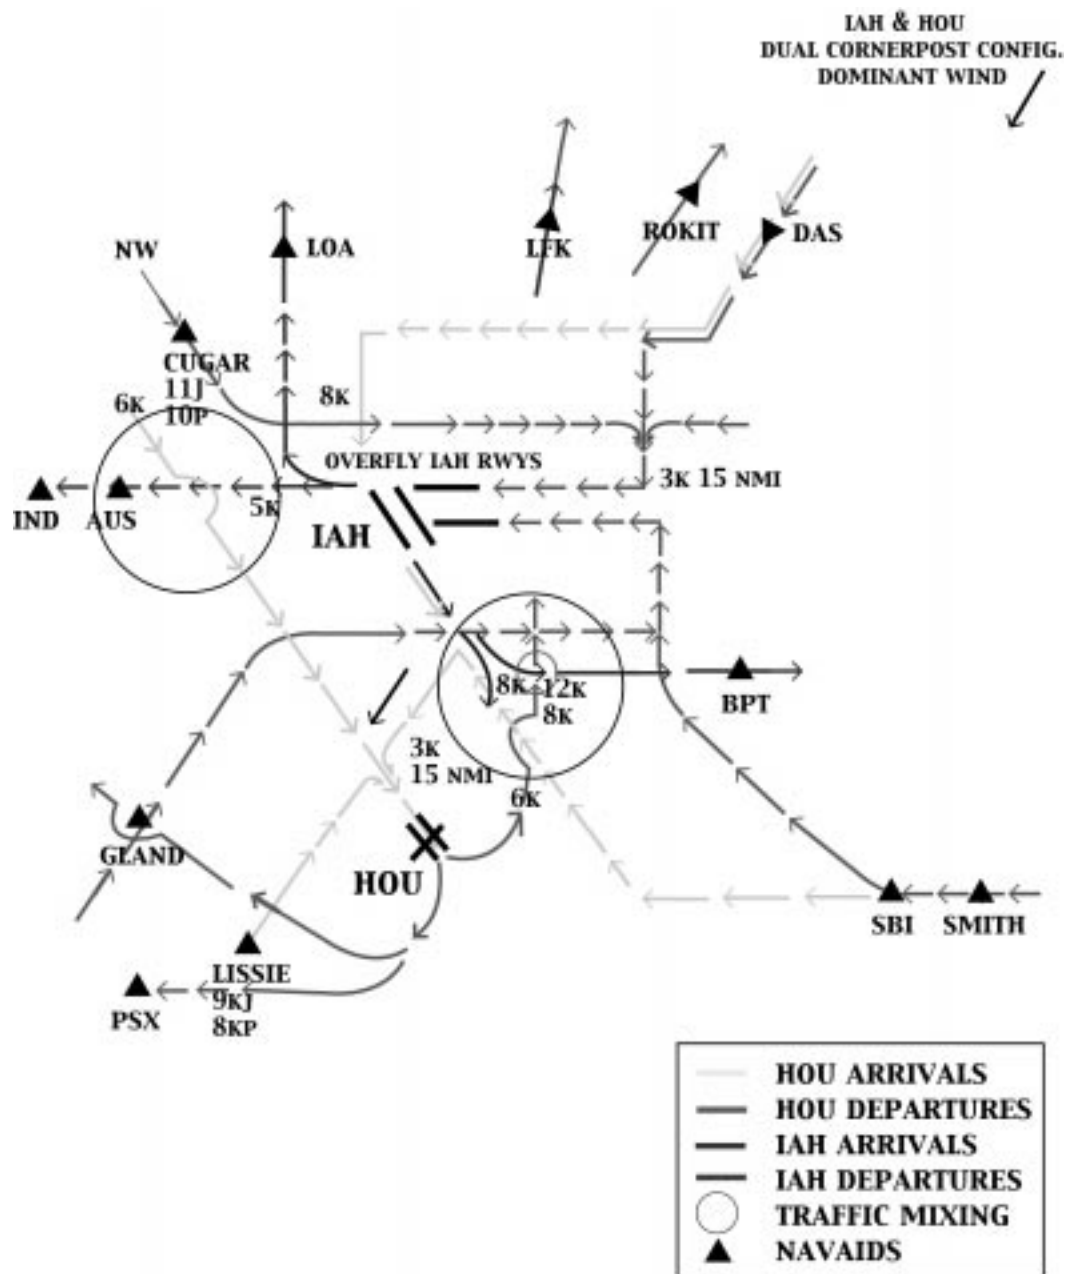 IAH & HOU
DUAL CORNERPOST CONFIG.
DOMINANT WIND
ROKIT
DAS
LFK
NW
LOA
CUGAR
11J
10P
6K
8K
OVERFLY IAH RWYS
3K 15 NMI
IND
AUS
5K
IAH
8K
12K
8K
BPT
3K
15 NMI
6K
GLAND
HOU
SBI
SMITH
LISSIE
9KJ
8KP
PSX
HOU ARRIVALS
HOU DEPARTURES
IAH ARRIVALS
IAH DEPARTURES
TRAFFIC MIXING
NAVAIDS